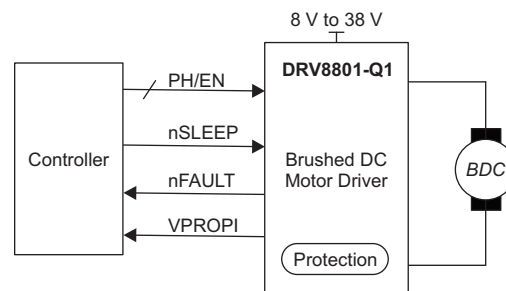 8 V to 38 V
DRV8801-Q1
PH/EN
nSLEEP
Controller
Brushed DC
Motor Driver
BDC
nFAULT
VPROPI
Protection